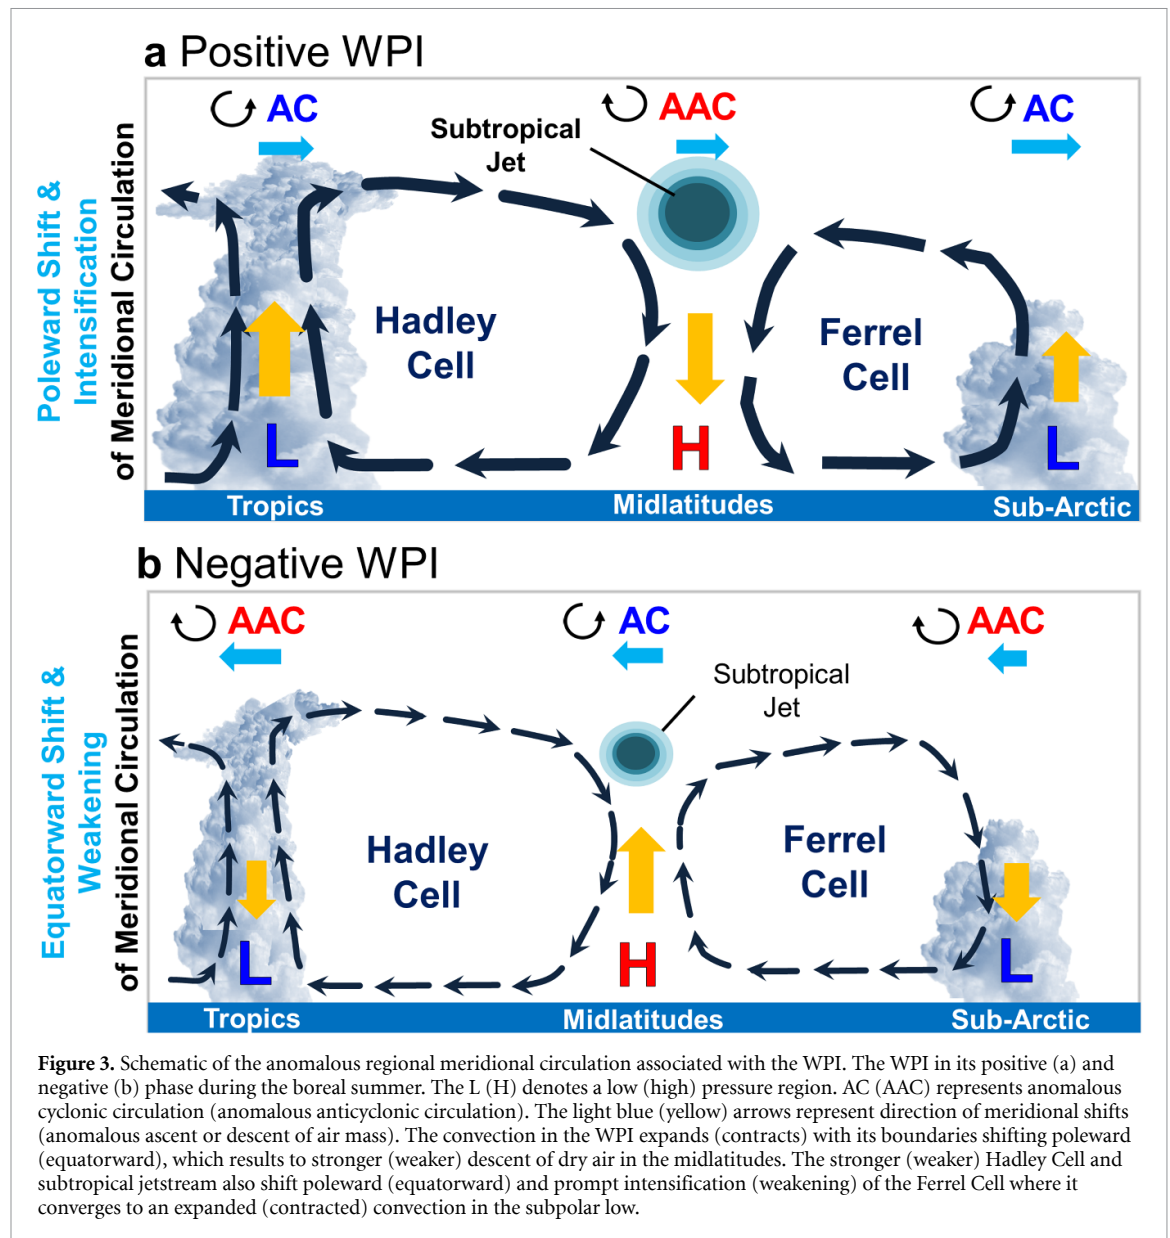 a Positive WPI
Poleward Shift &
Intensification
of Meridional Circulation
AC
AAC
AC
Subtropical
Jet
Hadley
Cell
Ferrel
Cell
L
H
L
Tropics
Midlatitudes
Sub-Arctic
b Negative WPI
Equatorward Shift &
Weakening
of Meridional Circulation
AAC
AC
AAC
Subtropical
Jet
Hadley
Cell
Ferrel
Cell
L
H
L
Tropics
Midlatitudes
Sub-Arctic
Figure 3. Schematic of the anomalous regional meridional circulation associated with the WPI. The WPI in its positive (a) and
negative (b) phase during the boreal summer. The L (H) denotes a low (high) pressure region. AC (AAC) represents anomalous
cyclonic circulation (anomalous anticyclonic circulation). The light blue (yellow) arrows represent direction of meridional shifts
(anomalous ascent or descent of air mass). The convection in the WPI expands (contracts) with its boundaries shifting poleward
(equatorward), which results to stronger (weaker) descent of dry air in the midlatitudes. The stronger (weaker) Hadley Cell and
subtropical jetstream also shift poleward (equatorward) and prompt intensification (weakening) of the Ferrel Cell where it
converges to an expanded (contracted) convection in the subpolar low.